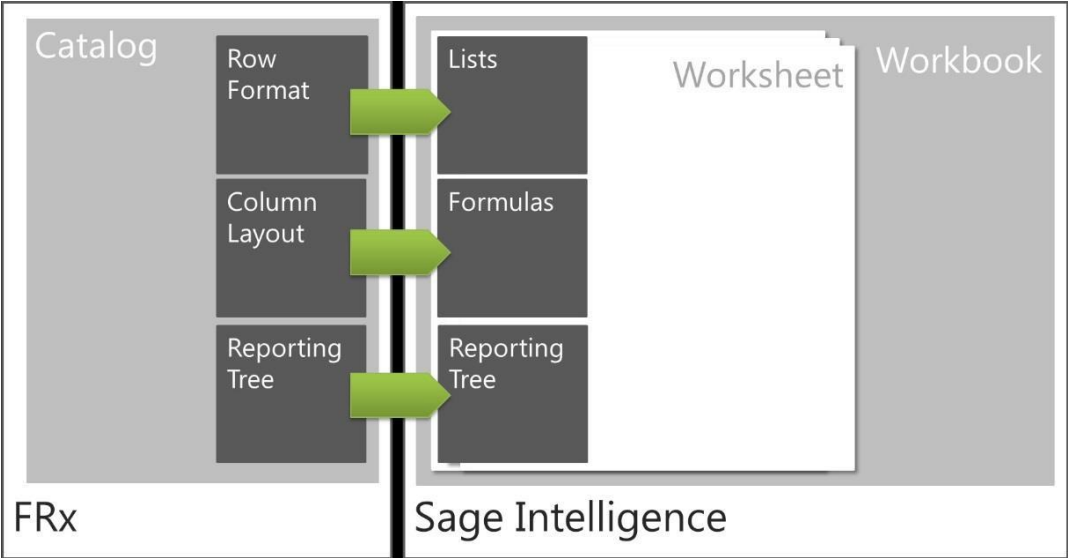 Catalog
Row
Format
Column
Layout
Reporting
Tree
FRx
Lists
Formulas
Reporting
Tree
Worksheet
Workbook
Sage Intelligence